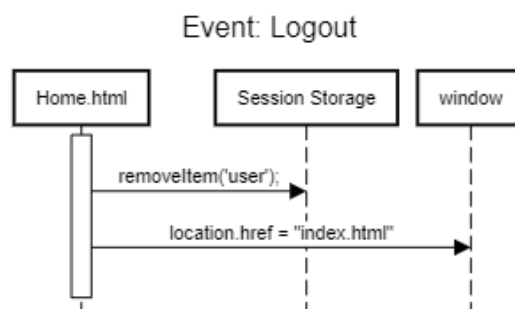 Event: Logout
Home.html
Session Storage
window
removeItem('user');
location.href = "index.html"